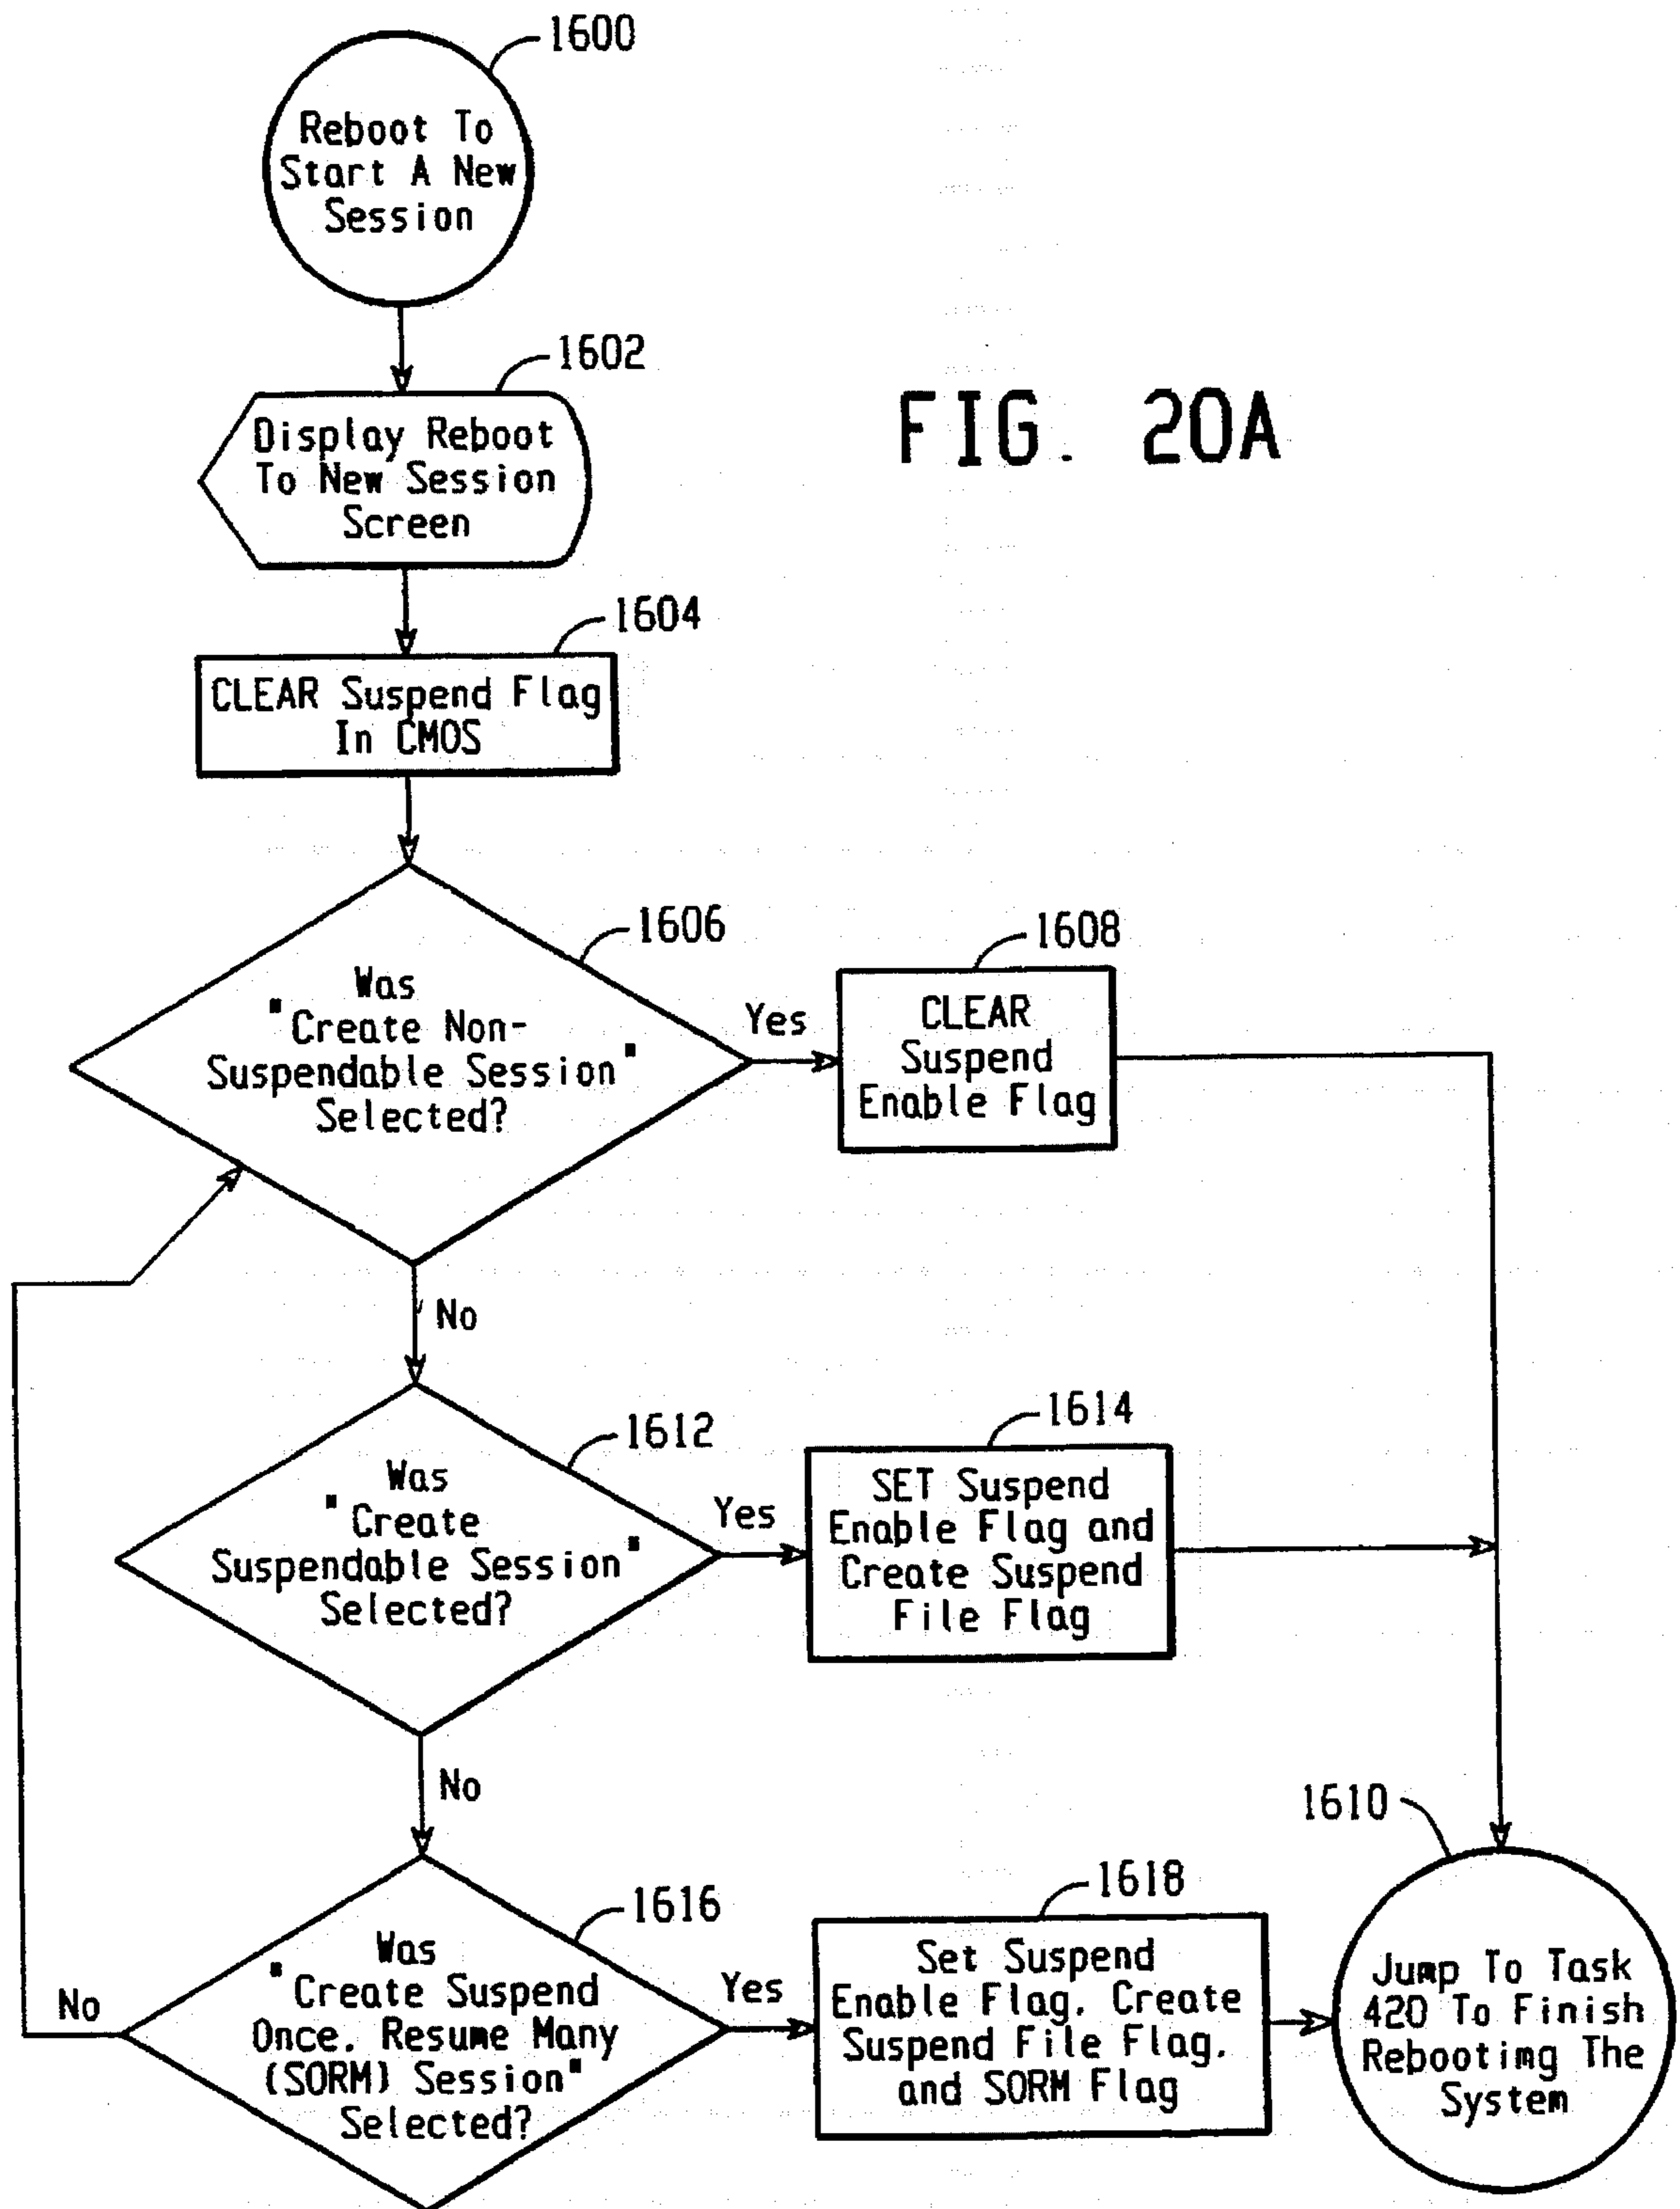 1600
Reboot To
Start A New
Session
1602
Display Reboot
To New Session
Screen
FIG. 20A
1604
CLEAR Suspend Flag
In CMOS
1606
Was
"Create Non-
Suspendable Session"
Selected?
Yes
1608
CLEAR
Suspend
Enable Flag
No
1612
Was
"Create
Suspendable Session"
Selected?
Yes
1614
SET Suspend
Enable Flag and
Create Suspend
File Flag
No
1616
Was
"Create Suspend
Once. Resume Many
(SORM) Session"
Selected?
No
Yes
1618
Set Suspend
Enable Flag. Create
Suspend File Flag.
and SORM Flag
1610
Jump To Task
420 To Finish
Rebooting The
System